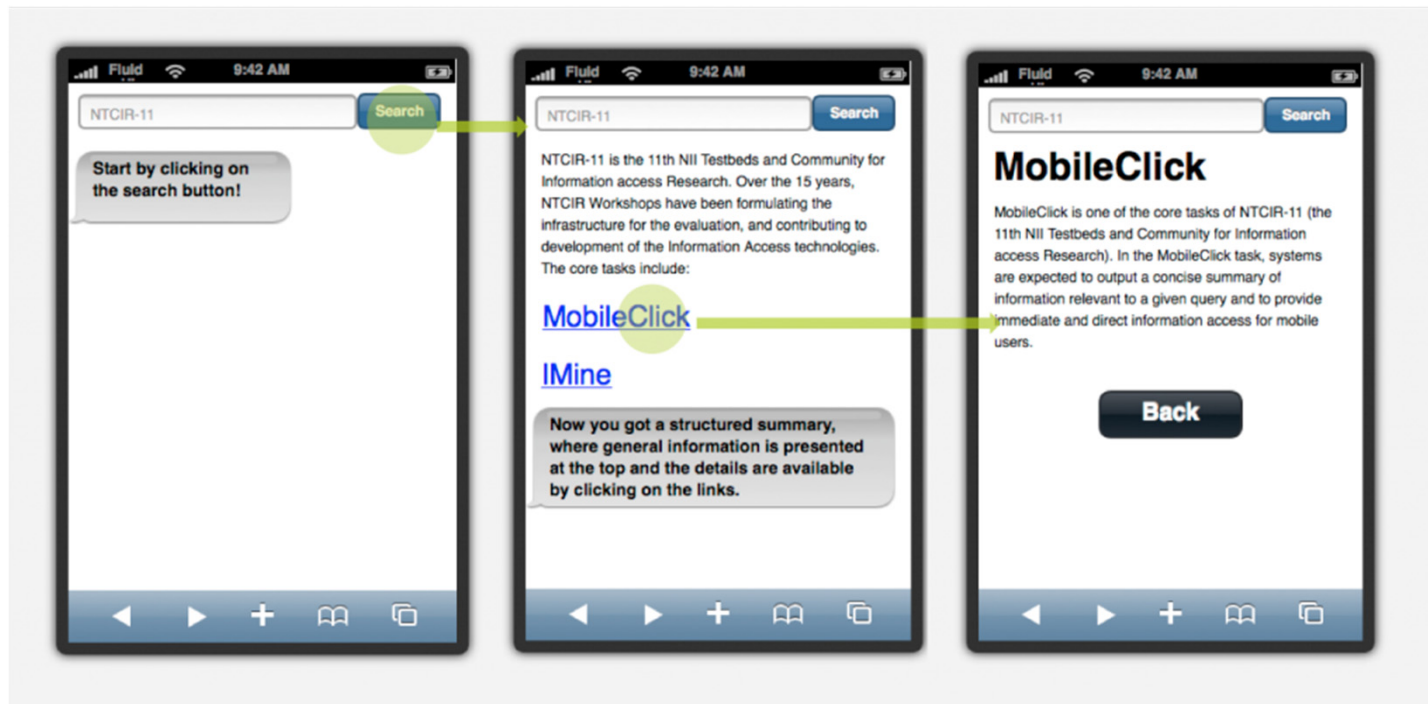 Fluid
9:42 AM
NTCIR-11
Search
Start by clicking on
the search button!
Fluid
9:42 AM
NTCIR-11
Search
NTCIR-11 is the 11th NII Testbeds and Community for
Information access Research. Over the 15 years,
NTCIR Workshops have been formulating the
infrastructure for the evaluation, and contributing to
development of the Information Access technologies.
The core tasks include:
MobileClick
IMine
Now you got a structured summary,
where general information is presented
at the top and the details are available
by clicking on the links.
Fluid
9:42 AM
NTCIR-11
Search
MobileClick
MobileClick is one of the core tasks of NTCIR-11 (the
11th NII Testbeds and Community for Information
access Research). In the MobileClick task, systems
are expected to output a concise summary of
information relevant to a given query and to provide
immediate and direct information access for mobile
users.
Back